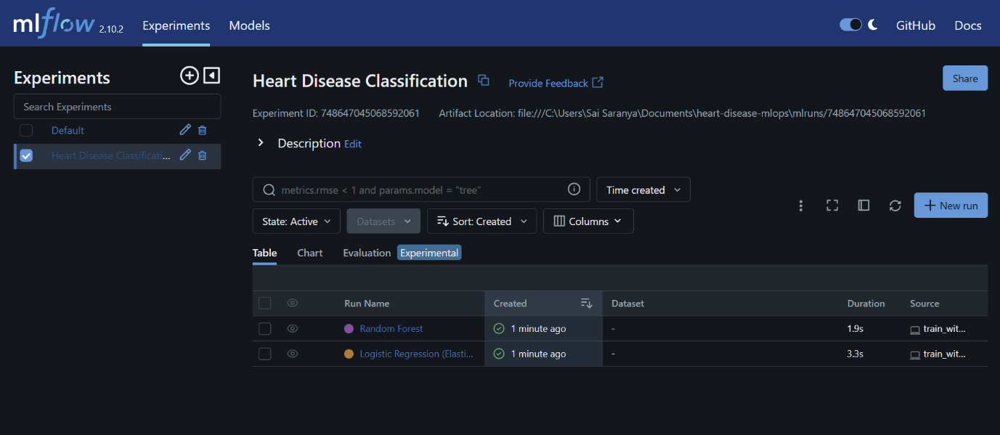 mlflow 2.10.2 Experiments Models GitHub Docs
Experiments
Search Experiments
Default
Heart Disease Classificati...
Heart Disease Classification Provide Feedback Share
Experiment ID: 748647045068592061 Artifact Location: file:///C:\Users\Sai Saranya\Documents\heart-disease-mlops\mlruns/748647045068592061
Description Edit
metrics.rmse < 1 and params.model = "tree" Time created
State: Active Datasets Sort: Created Columns
New run
Table Chart Evaluation Experimental
Run Name Created Dataset Duration Source
Random Forest 1 minute ago - 1.9s train_wit...
Logistic Regression (Elasti... 1 minute ago - 3.3s train_wit...